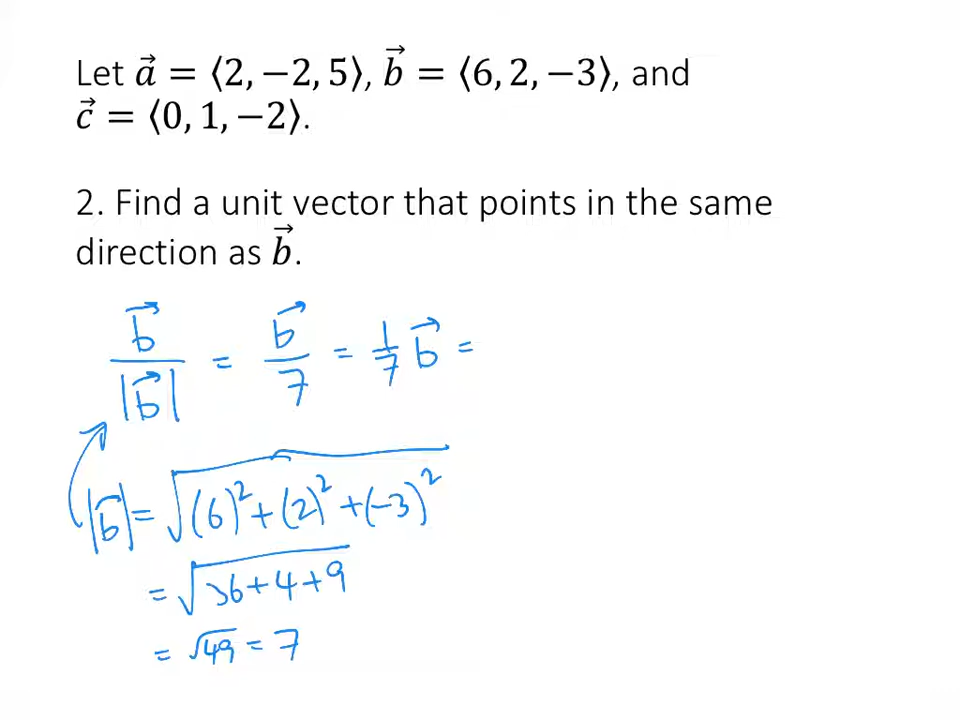 Let a⃗ = ⟨2, −2, 5⟩, b⃗ = ⟨6, 2, −3⟩, and
c⃗ = ⟨0, 1, −2⟩.
2. Find a unit vector that points in the same
direction as b⃗.
b⃗/|b⃗| = b⃗/7 = 1/7 b⃗ =
|b⃗| = √((6)² + (2)² + (−3)²)
= √(36 + 4 + 9)
= √49 = 7